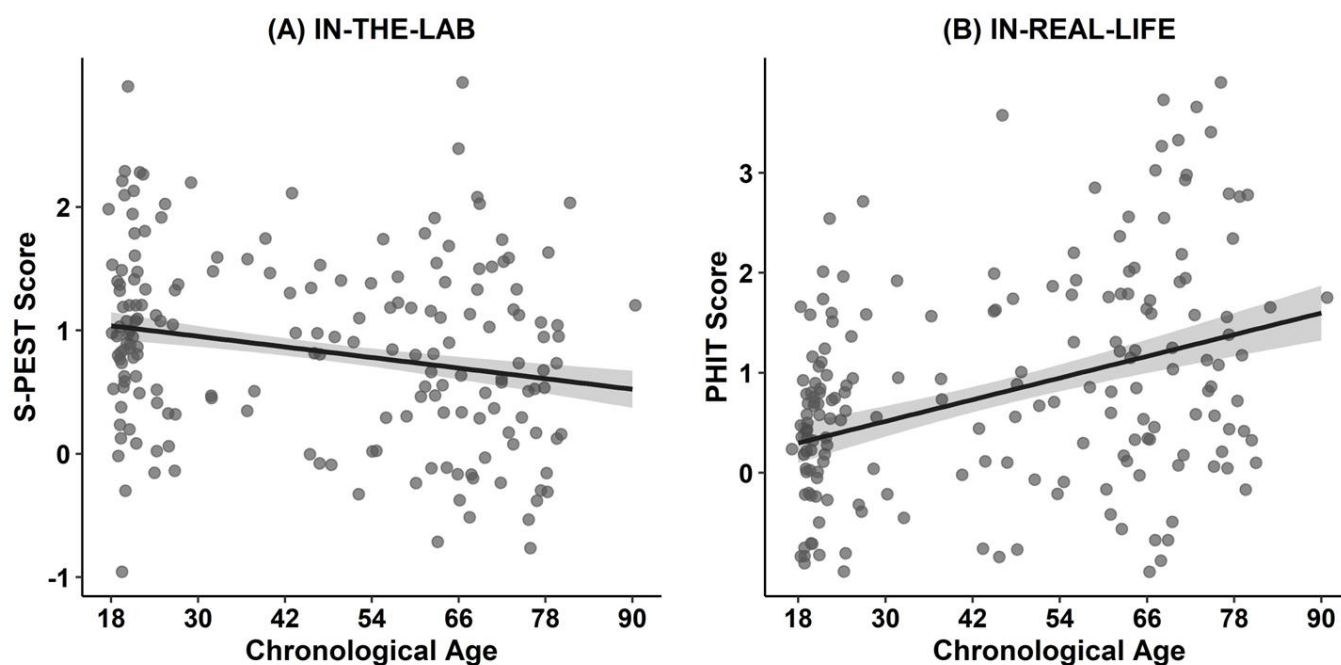 (A) IN-THE-LAB
S-PEST Score
2
1
0
-1
18 30 42 54 66 78 90
Chronological Age
(B) IN-REAL-LIFE
PHIT Score
3
2
1
0
18 30 42 54 66 78 90
Chronological Age